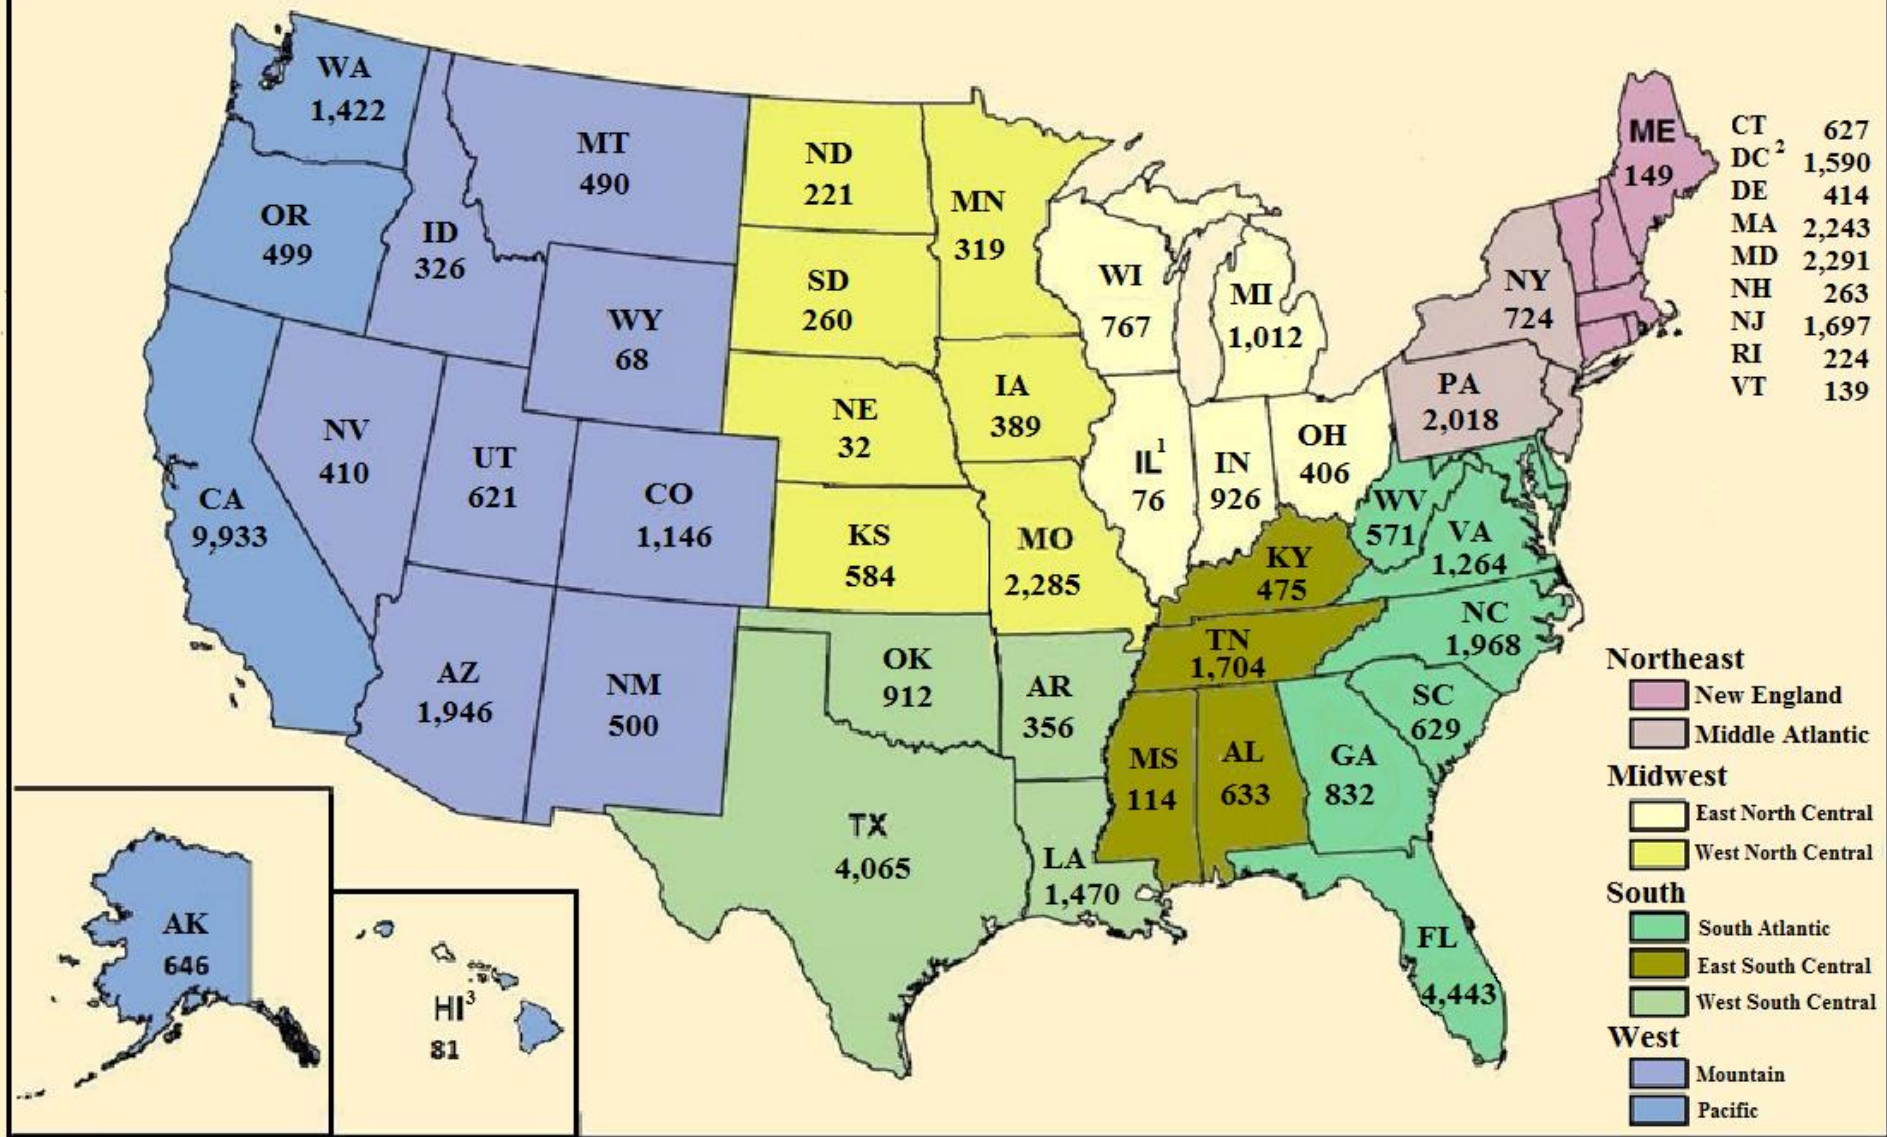 WA
1,422
MT
490
ND
221
MN
319
ME
149
CT 627
DC 2 1,590
DE 414
MA 2,243
MD 2,291
NH 263
NJ 1,697
RI 224
VT 139
OR
499
ID
326
WY
68
SD
260
WI
767
MI
1,012
NY
724
PA
2,018
NV
410
UT
621
CO
1,146
NE
32
IA
389
IL 1
76
IN
926
OH
406
WV
571
VA
1,264
CA
9,933
KS
584
MO
2,285
KY
475
NC
1,968
TN
1,704
AZ
1,946
NM
500
OK
912
AR
356
SC
629
MS
114
AL
633
GA
832
TX
4,065
LA
1,470
FL
4,443
AK
646
HI 3
81
Northeast
New England
Middle Atlantic
Midwest
East North Central
West North Central
South
South Atlantic
East South Central
West South Central
West
Mountain
Pacific